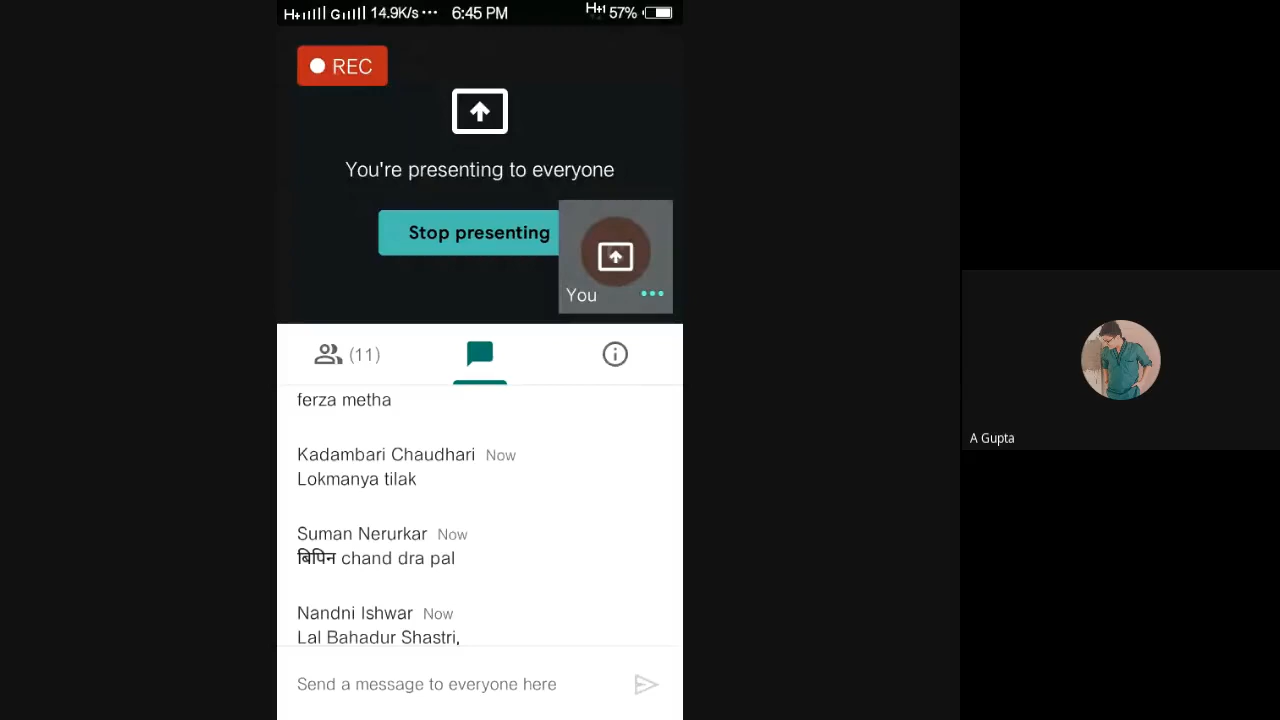 14.9K/s··· 6:45 PM 57%
REC
You're presenting to everyone
Stop presenting
You
(11)
ferza metha
Kadambari Chaudhari Now
Lokmanya tilak
Suman Nerurkar Now
बिपिन chand dra pal
Nandni Ishwar Now
Lal Bahadur Shastri,
Send a message to everyone here
A Gupta